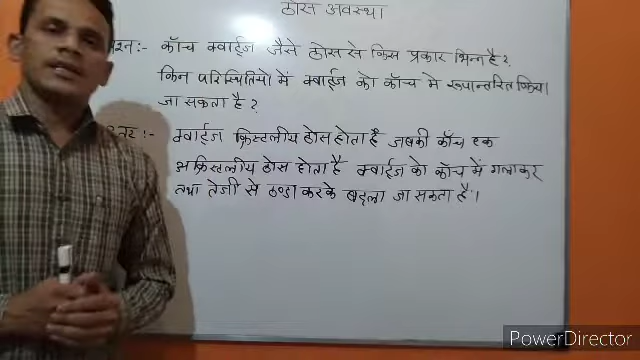 ठोस अवस्था
प्रश्न :- काँच क्वार्ट्ज जैसे ठोस से किस प्रकार भिन्न है ?
किन परिस्थितियो में क्वार्ट्ज को काँच मे रूपान्तरित किया
जा सकता है ?
उत्तर :- क्वार्ट्ज क्रिस्टलीय ठोस होता है जबकी काँच एक
अक्रिस्टलीय ठोस होता है क्वार्ट्ज को काँच में गलाकर
तथा तेजी से ठण्डा करके बदला जा सकता है।
PowerDirector